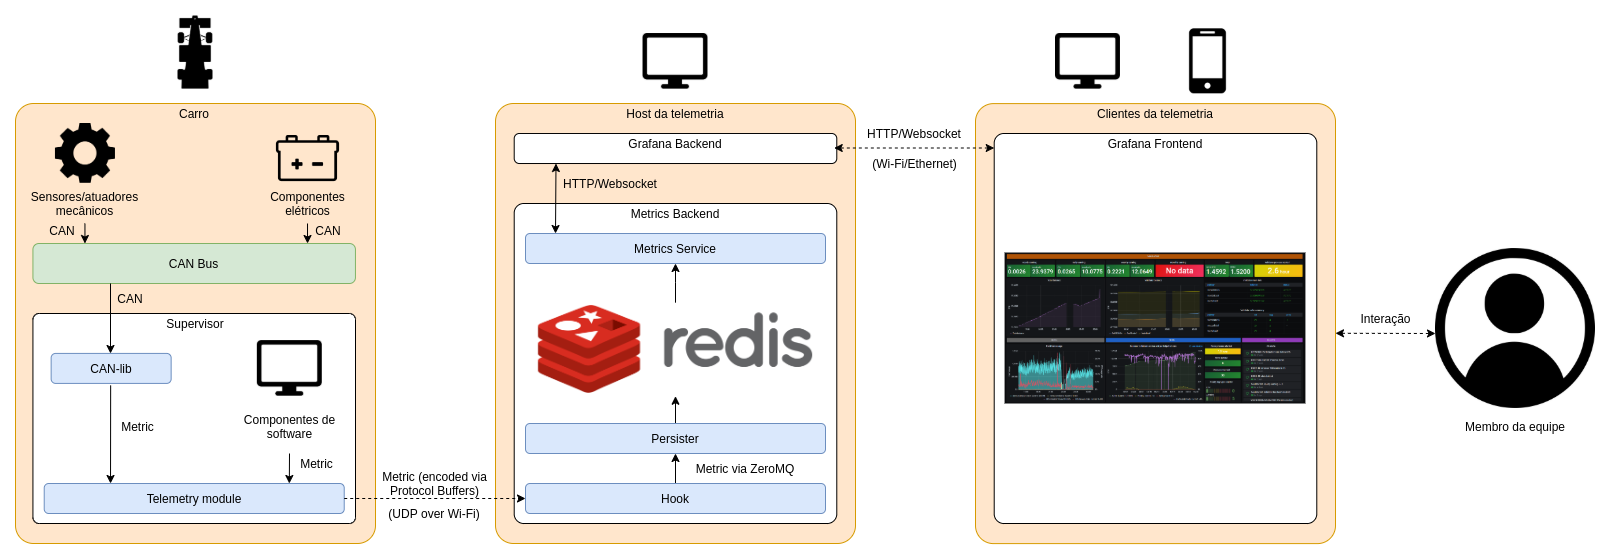 Carro
Sensores/atuadores
mecânicos
Componentes
elétricos
CAN
CAN
CAN Bus
CAN
Supervisor
CAN-lib
Componentes de
software
Metric
Metric
Telemetry module
Metric (encoded via
Protocol Buffers)
(UDP over Wi-Fi)
Host da telemetria
Grafana Backend
HTTP/Websocket
Metrics Backend
Metrics Service
redis
Persister
Metric via ZeroMQ
Hook
HTTP/Websocket
(Wi-Fi/Ethernet)
Clientes da telemetria
Grafana Frontend
0.0026 23.9379 0.0265 10.0775 0.2221 12.0649 No data 1.4592 1.5200 2.6
Interação
Membro da equipe